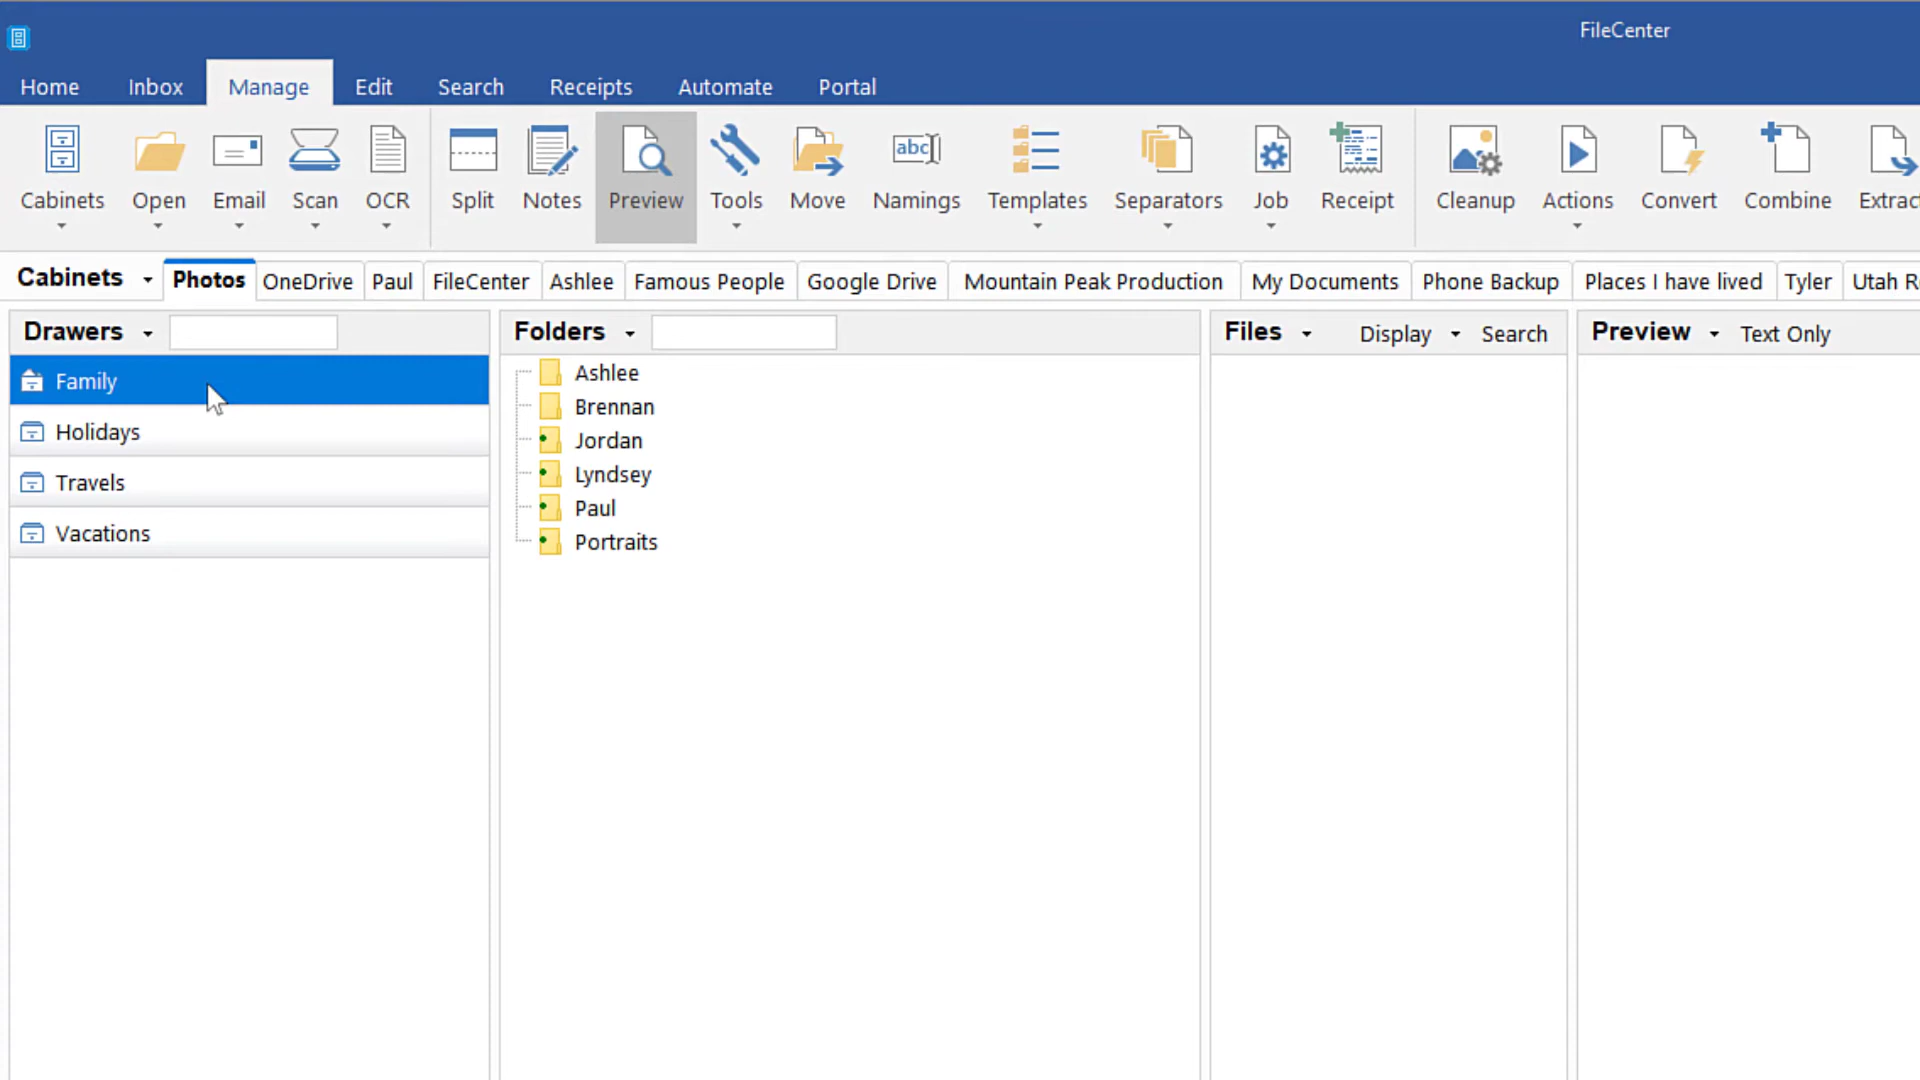 FileCenter
Home Inbox Manage Edit Search Receipts Automate Portal
abc
Cabinets Open Email Scan OCR Split Notes Preview Tools Move Namings Templates Separators Job Receipt Cleanup Actions Convert Combine Extract
Cabinets Photos OneDrive Paul FileCenter Ashlee Famous People Google Drive Mountain Peak Production My Documents Phone Backup Places I have lived Tyler Utah R
Drawers Folders Files Display Search Preview Text Only
Family
Holidays
Travels
Vacations
Ashlee
Brennan
Jordan
Lyndsey
Paul
Portraits